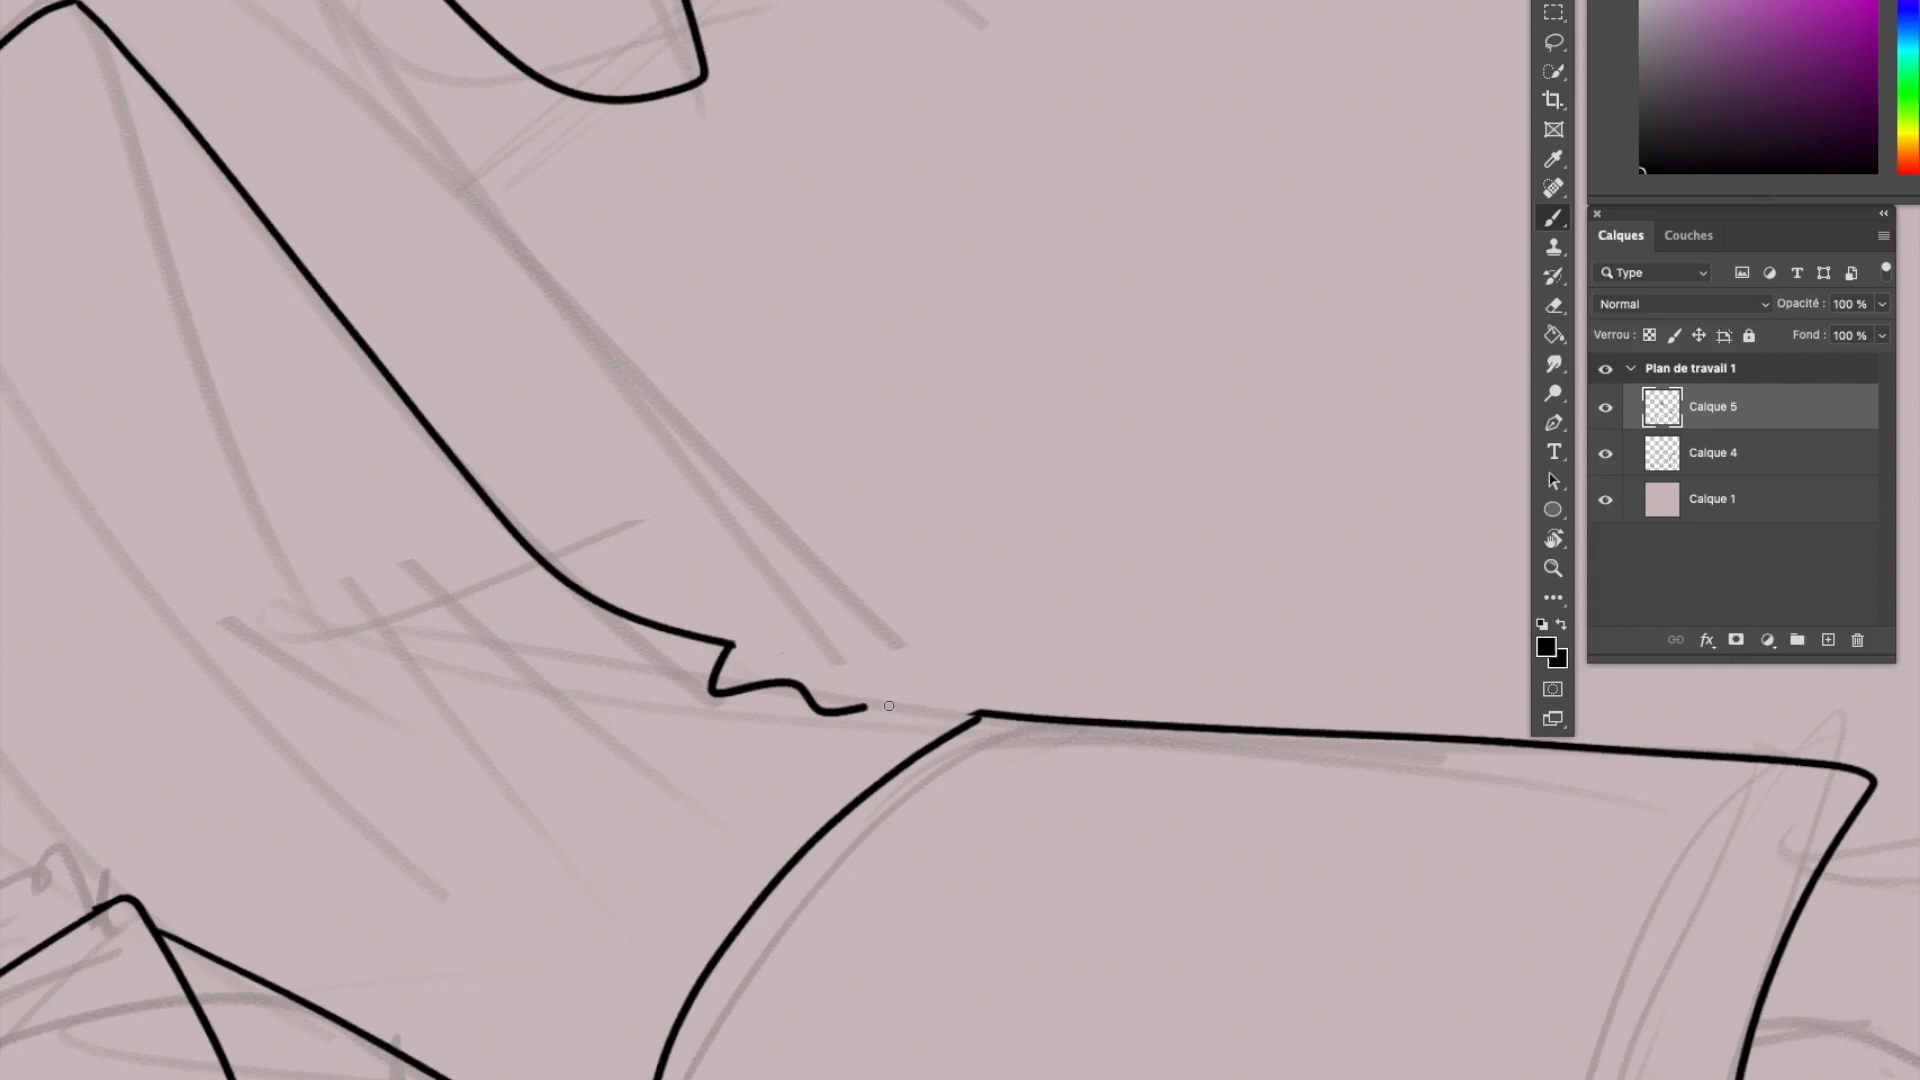 Calques Couches
Type
Normal Opacité : 100 %
Verrou : Fond : 100 %
Plan de travail 1
Calque 5
Calque 4
Calque 1
fx